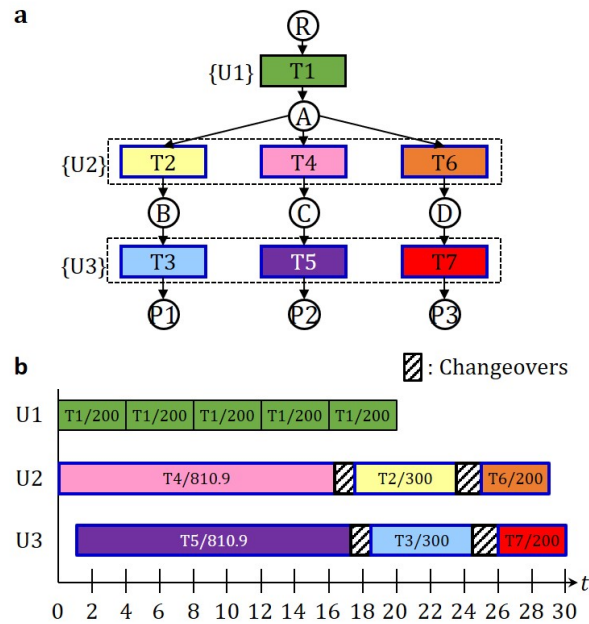 a
R
{U1} T1
A
{U2} T2 T4 T6
B C D
{U3} T3 T5 T7
P1 P2 P3
b : Changeovers
U1 T1/200 T1/200 T1/200 T1/200 T1/200
U2 T4/810.9 T2/300 T6/200
U3 T5/810.9 T3/300 T7/200
0 2 4 6 8 10 12 14 16 18 20 22 24 26 28 30 t